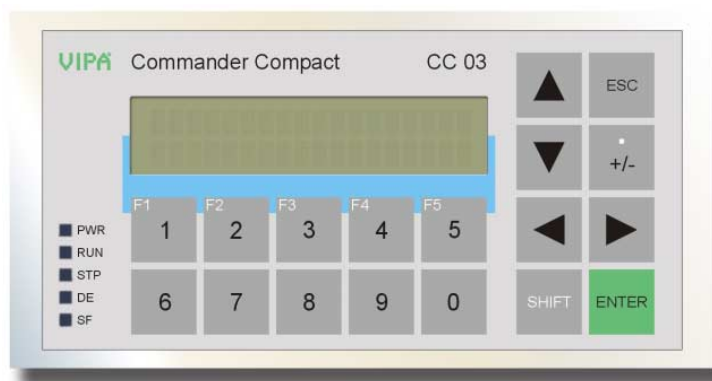 VIPA Commander Compact CC 03
ESC
+/-
F1 F2 F3 F4 F5
1 2 3 4 5
6 7 8 9 0
PWR
RUN
STP
DE
SF
SHIFT ENTER